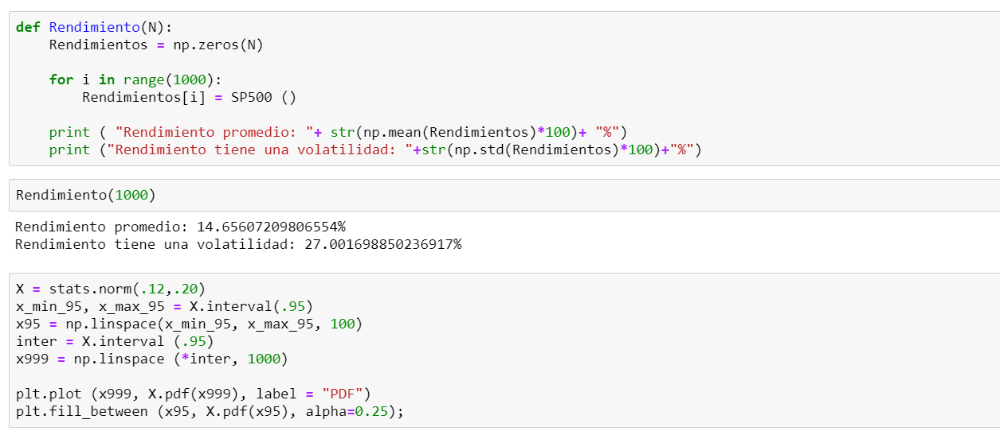 def Rendimiento(N):
    Rendimientos = np.zeros(N)

    for i in range(1000):
        Rendimientos[i] = SP500 ()

    print ( "Rendimiento promedio: "+ str(np.mean(Rendimientos)*100)+ "%")
    print ("Rendimiento tiene una volatilidad: "+str(np.std(Rendimientos)*100)+"%")

Rendimiento(1000)

Rendimiento promedio: 14.65607209806554%
Rendimiento tiene una volatilidad: 27.001698850236917%

X = stats.norm(.12,.20)
x_min_95, x_max_95 = X.interval(.95)
x95 = np.linspace(x_min_95, x_max_95, 100)
inter = X.interval (.95)
x999 = np.linspace (*inter, 1000)

plt.plot (x999, X.pdf(x999), label = "PDF")
plt.fill_between (x95, X.pdf(x95), alpha=0.25);